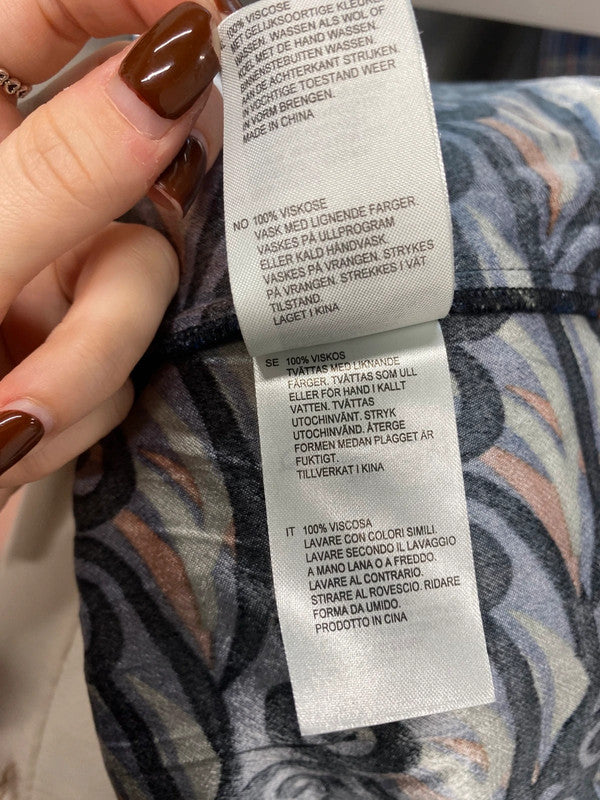 100% VISCOSE
MET GELIJKSOORTIGE KLEUREN
WASSEN. WASSEN ALS WOL OF
KOEL MET DE HAND WASSEN.
BINNENSTEBUITEN WASSEN.
AAN DE ACHTERKANT STRIJKEN.
IN VOCHTIGE TOESTAND WEER
IN VORM BRENGEN.
MADE IN CHINA
NO 100% VISKOSE
VASK MED LIGNENDE FARGER.
VASKES PÅ ULLPROGRAM
ELLER KALD HÅNDVASK.
VASKES PÅ VRANGEN. STRYKES
PÅ VRANGEN. STREKKES I VÅT
TILSTAND.
LAGET I KINA
SE 100% VISKOS
TVÄTTAS MED LIKNANDE
FÄRGER. TVÄTTAS SOM ULL
ELLER FÖR HAND I KALLT
VATTEN. TVÄTTAS
UTOCHINVÄNT. STRYK
UTOCHINVÄND. ÅTERGE
FORMEN MEDAN PLAGGET ÄR
FUKTIGT.
TILLVERKAT I KINA
IT 100% VISCOSA
LAVARE CON COLORI SIMILI.
LAVARE SECONDO IL LAVAGGIO
A MANO LANA O A FREDDO.
LAVARE AL CONTRARIO.
STIRARE AL ROVESCIO. RIDARE
FORMA DA UMIDO.
PRODOTTO IN CINA